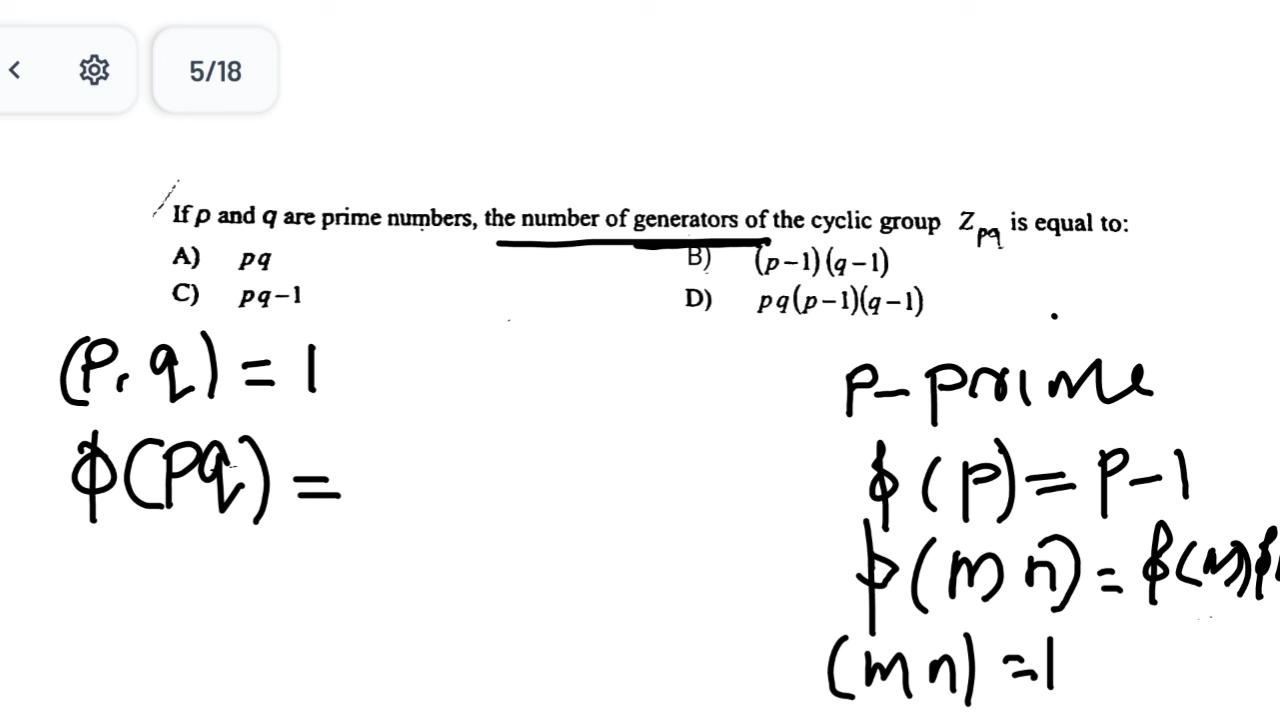 5/18
If p and q are prime numbers, the number of generators of the cyclic group Z_pq is equal to:
A) pq B) (p-1)(q-1)
C) pq-1 D) pq(p-1)(q-1)
(P, q) = 1
ϕ(Pq) =
P- prime
ϕ(p) = P-1
ϕ(mn) = ϕ(m)ϕ
(mn) = 1